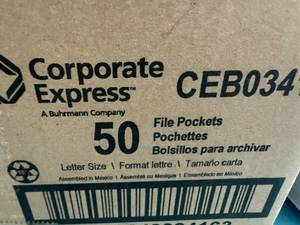 Corporate
Express™
A Buhrmann Company
CEB034
50
File Pockets
Pochettes
Bolsillos para archivar
Letter Size | Format lettre | Tamaño carta
Assembled in Mexico | Assemblé au Mexique | Ensamblado en México